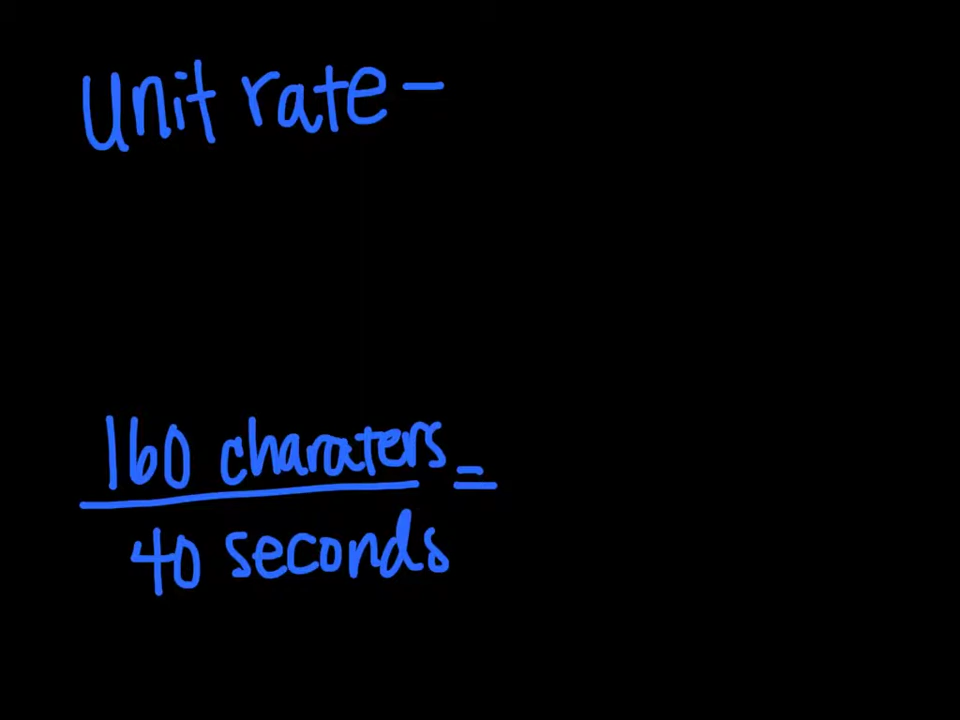 Unit rate -
160 charaters =
40 seconds